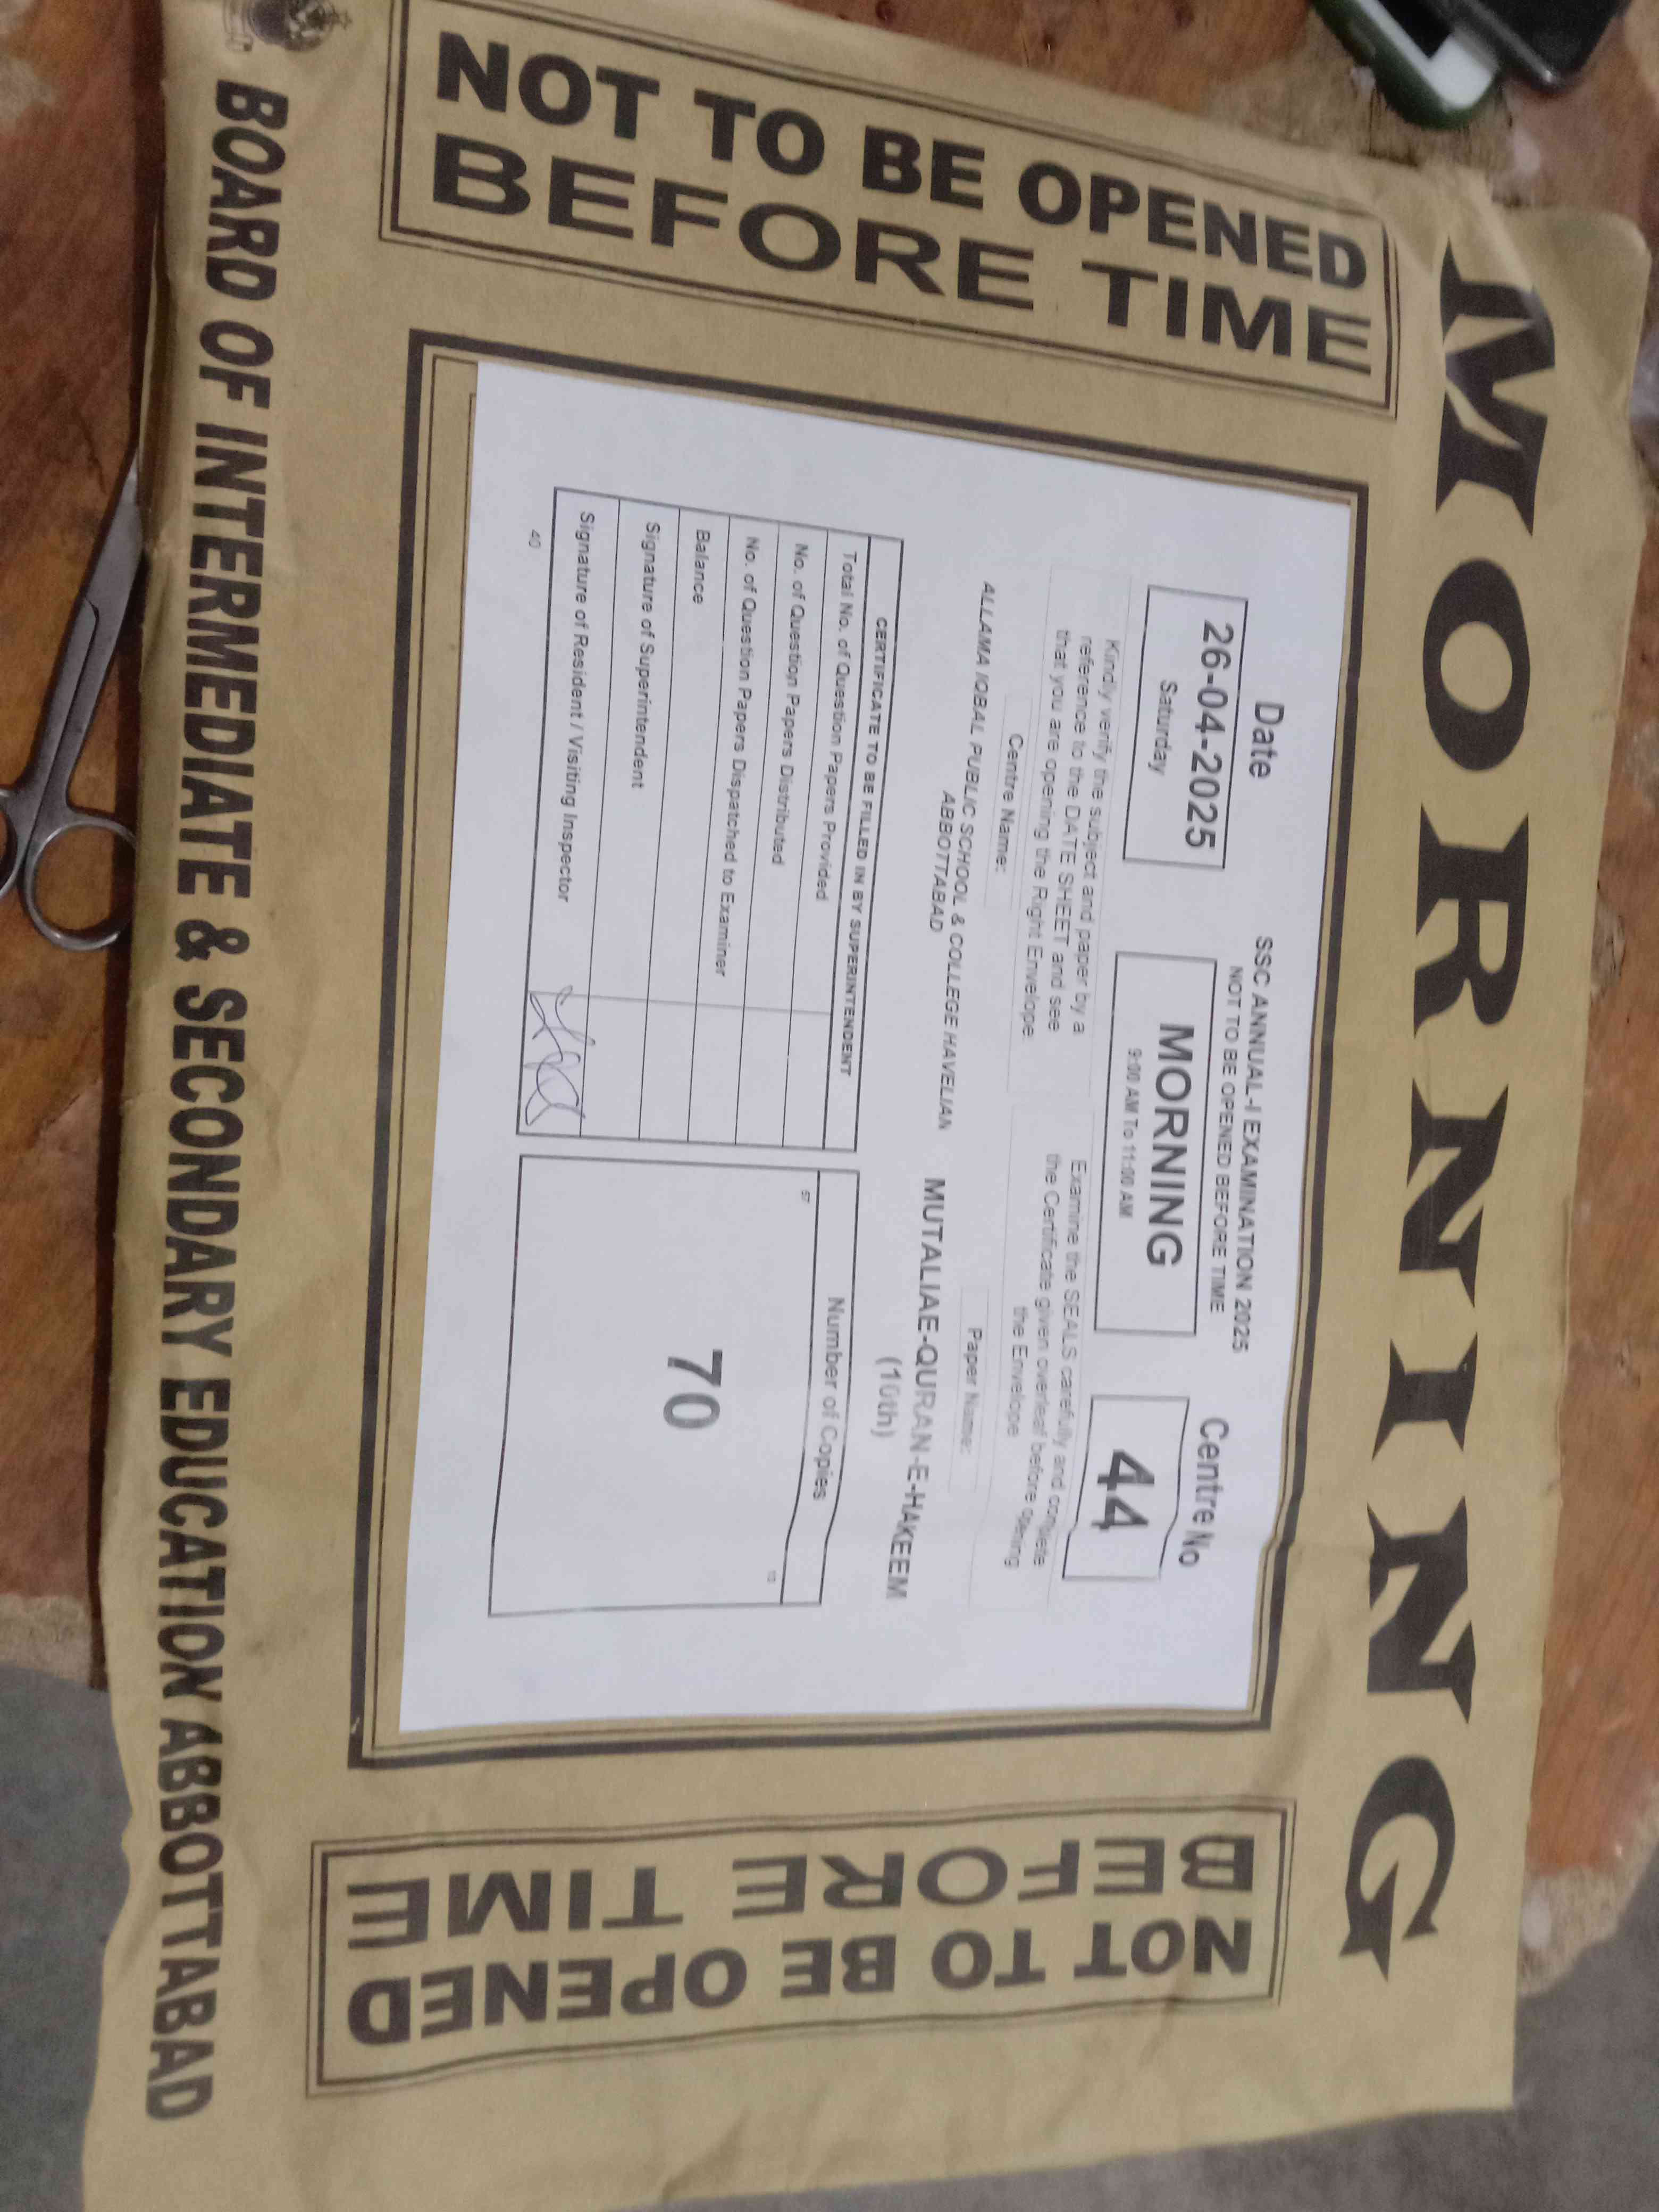 MORNING
NOT TO BE OPENED
BEFORE TIME
Date
26-04-2025
Saturday
SSC ANNUAL-I EXAMINATION 2025
NOT TO BE OPENED BEFORE TIME
MORNING
9:00 AM To 11:00 AM
Centre No
44
Kindly verify the subject and paper by a
reference to the DATE SHEET and see
that you are opening the Right Envelope
Examine the SEALS carefully and complete
the Certificate given overleaf before opening
the Envelope
Centre Name:
ALLAMA IQBAL PUBLIC SCHOOL & COLLEGE HAVELIAN
ABBOTTABAD
Paper Name:
MUTALIAE-QURAN-E-HAKEEM
(10th)
CERTIFICATE TO BE FILLED IN BY SUPERINTENDENT
Total No. of Question Papers Provided
No. of Question Papers Distributed
No. of Question Papers Dispatched to Examiner
Balance
Signature of Superintendent
Signature of Resident / Visiting Inspector
40
Number of Copies
57
13
70
NOT TO BE OPENED
BEFORE TIME
BOARD OF INTERMEDIATE & SECONDARY EDUCATION ABBOTTABAD